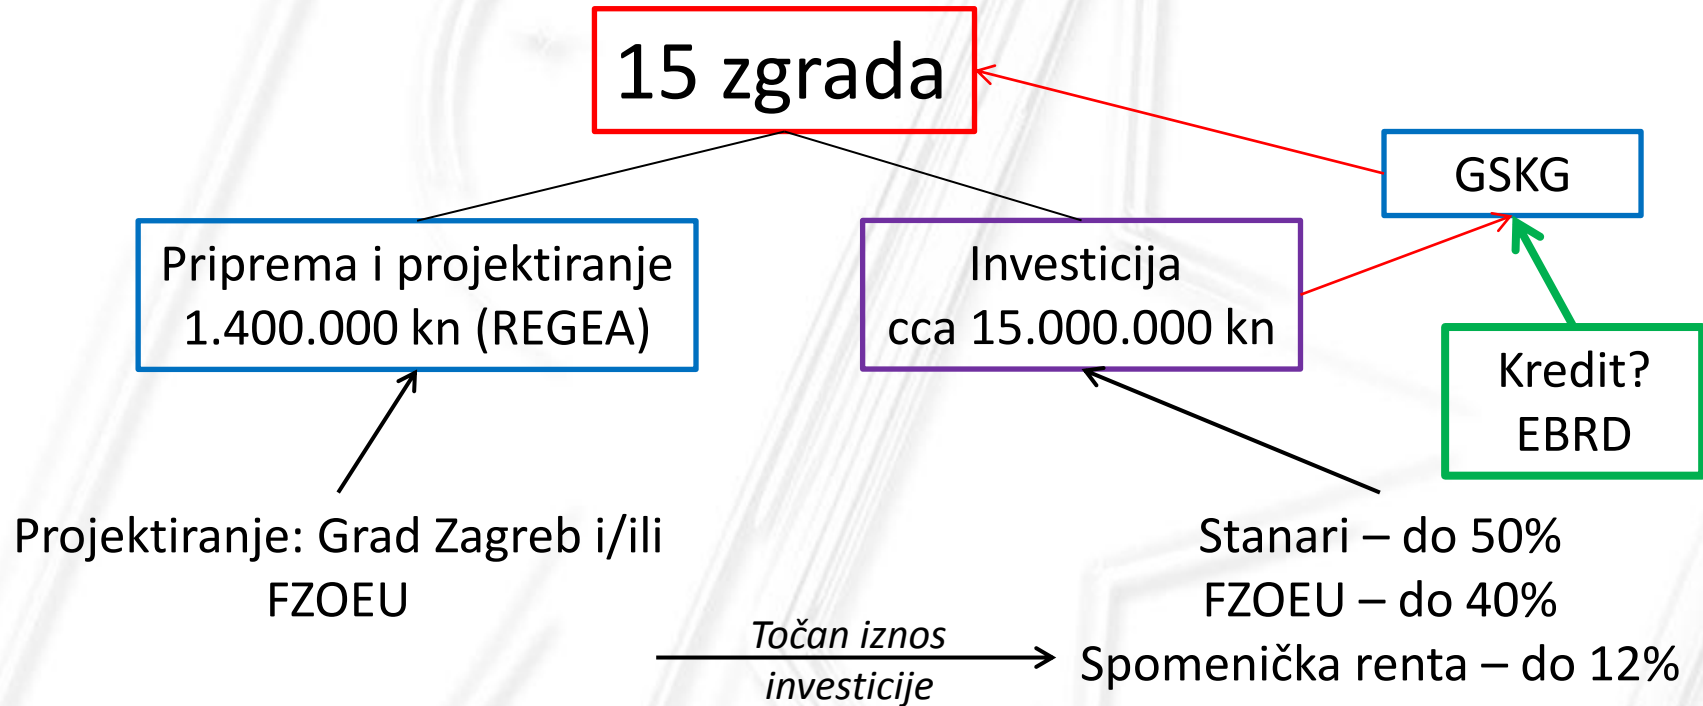 15 zgrada
GSKG
Priprema i projektiranje
1.400.000 kn (REGEA)
Investicija
cca 15.000.000 kn
Kredit?
EBRD
Projektiranje: Grad Zagreb i/ili
FZOEU
Točan iznos
investicije
Stanari – do 50%
FZOEU – do 40%
Spomenička renta – do 12%